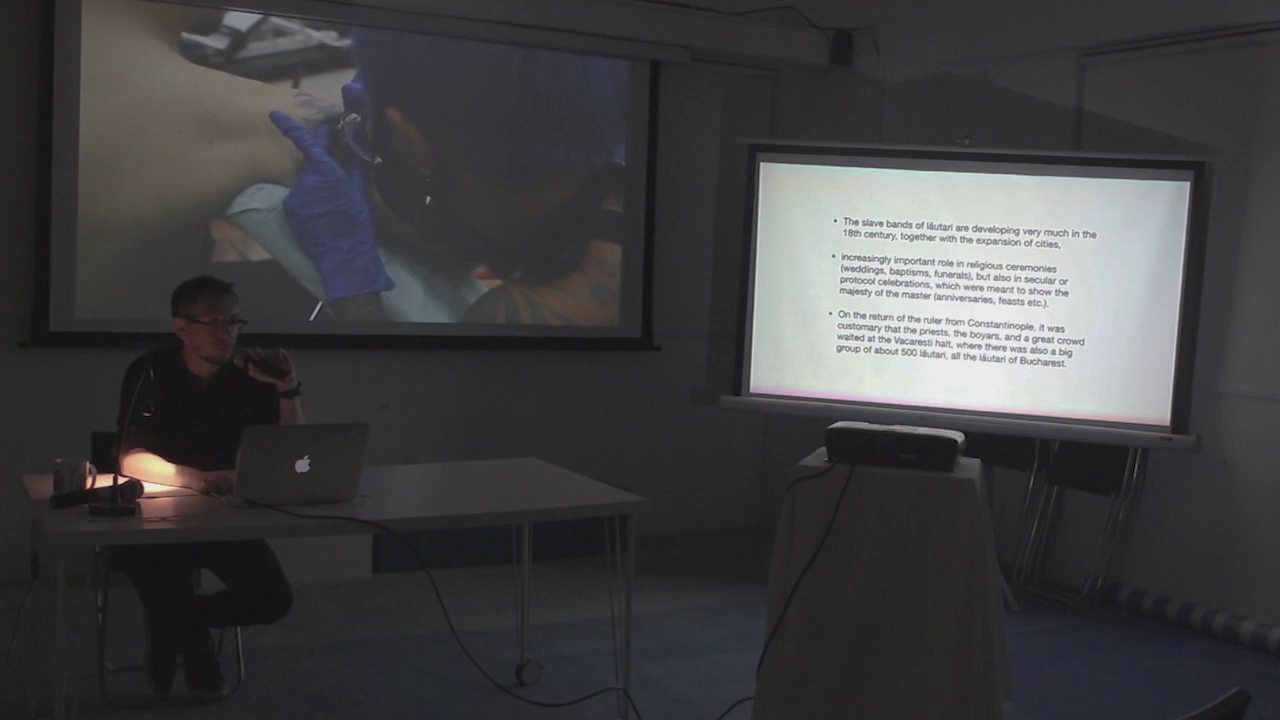 • The slave bands of lăutari are developing very much in the
18th century, together with the expansion of cities,
• increasingly important role in religious ceremonies
(weddings, baptisms, funerals), but also in secular or
protocol celebrations, which were meant to show the
majesty of the master (anniversaries, feasts etc.).
• On the return of the ruler from Constantinople, it was
customary that the priests, the boyars, and a great crowd
waited at the Vacaresti halt, where there was also a big
group of about 500 lăutari, all the lăutari of Bucharest.